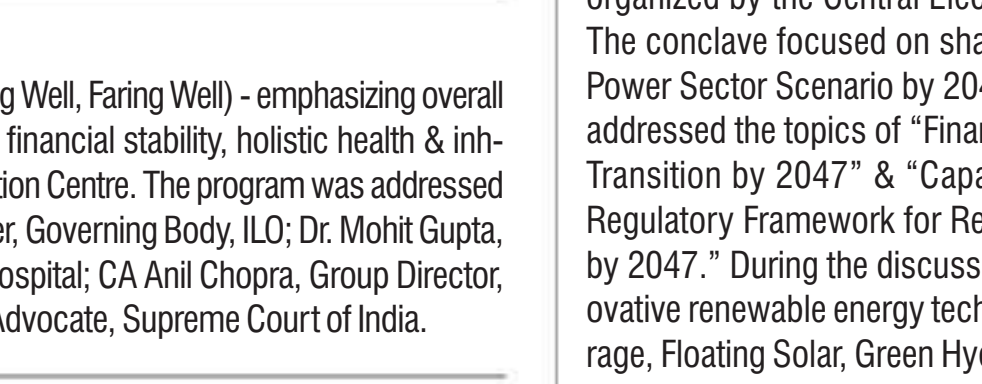 g Well, Faring Well) - emphasizing overall
financial stability, holistic health & inh-
tion Centre. The program was addressed
er, Governing Body, ILO; Dr. Mohit Gupta,
ospital; CA Anil Chopra, Group Director,
Advocate, Supreme Court of India.
organized by the Central Elec
The conclave focused on sha
Power Sector Scenario by 204
addressed the topics of “Finan
Transition by 2047” & “Capa
Regulatory Framework for Re
by 2047.” During the discuss
ovative renewable energy tech
rage, Floating Solar, Green Hyd